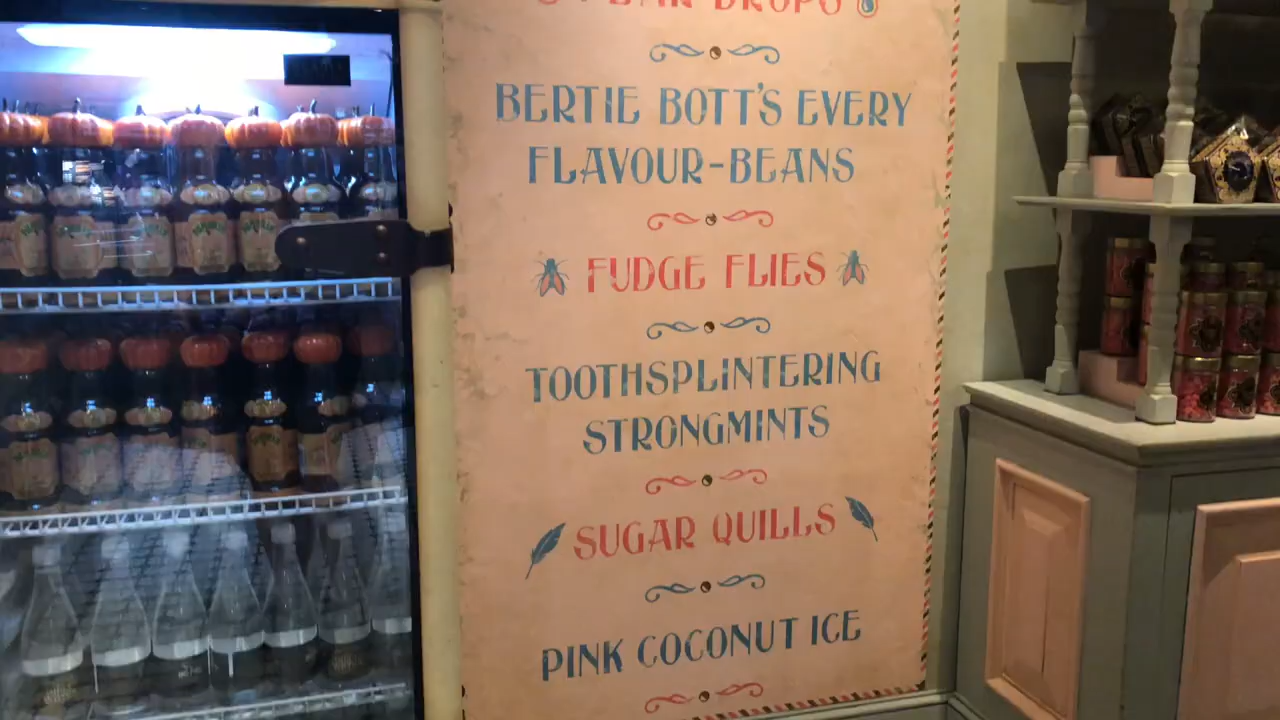 BERTIE BOTT'S EVERY
FLAVOUR-BEANS
FUDGE FLIES
TOOTHSPLINTERING
STRONGMINTS
SUGAR QUILLS
PINK COCONUT ICE